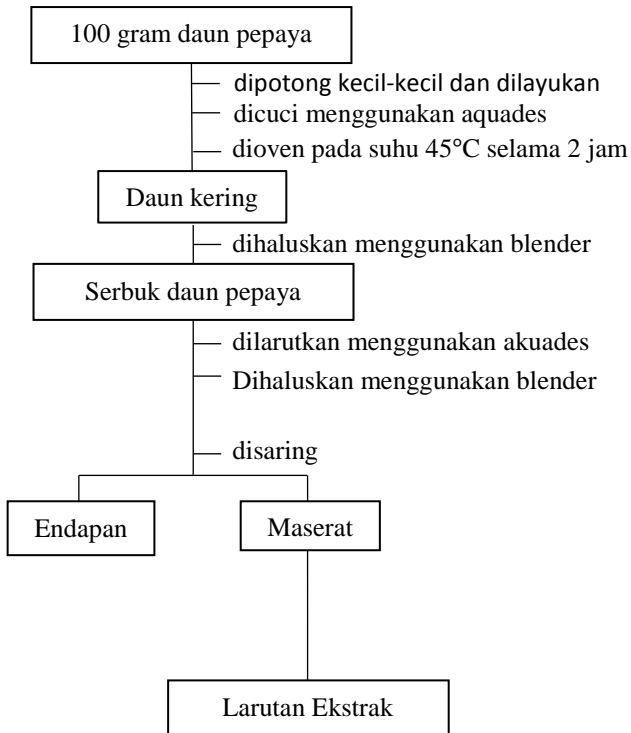 100 gram daun pepaya
dipotong kecil-kecil dan dilayukan
dicuci menggunakan aquades
dioven pada suhu 45°C selama 2 jam
Daun kering
dihaluskan menggunakan blender
Serbuk daun pepaya
dilarutkan menggunakan akuades
Dihaluskan menggunakan blender
disaring
Endapan
Maserat
Larutan Ekstrak